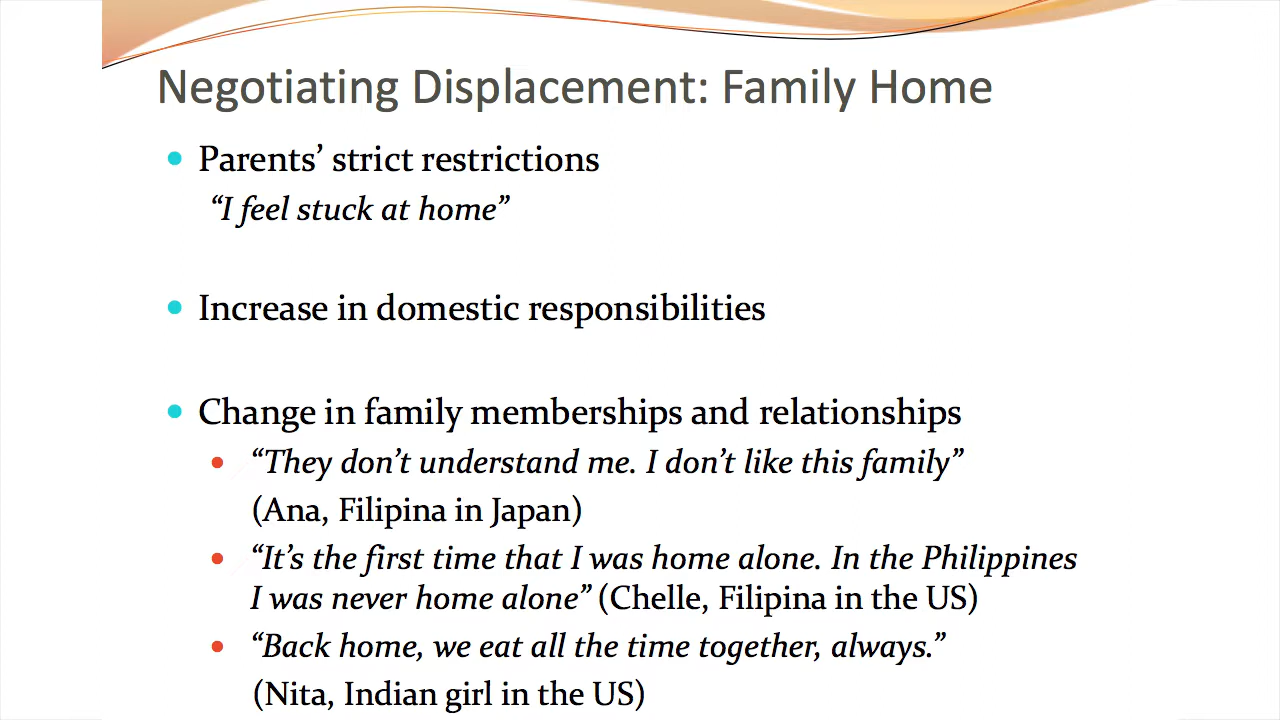 Negotiating Displacement: Family Home
• Parents’ strict restrictions
“I feel stuck at home”
• Increase in domestic responsibilities
• Change in family memberships and relationships
• “They don’t understand me. I don’t like this family”
(Ana, Filipina in Japan)
• “It’s the first time that I was home alone. In the Philippines
I was never home alone” (Chelle, Filipina in the US)
• “Back home, we eat all the time together, always.”
(Nita, Indian girl in the US)